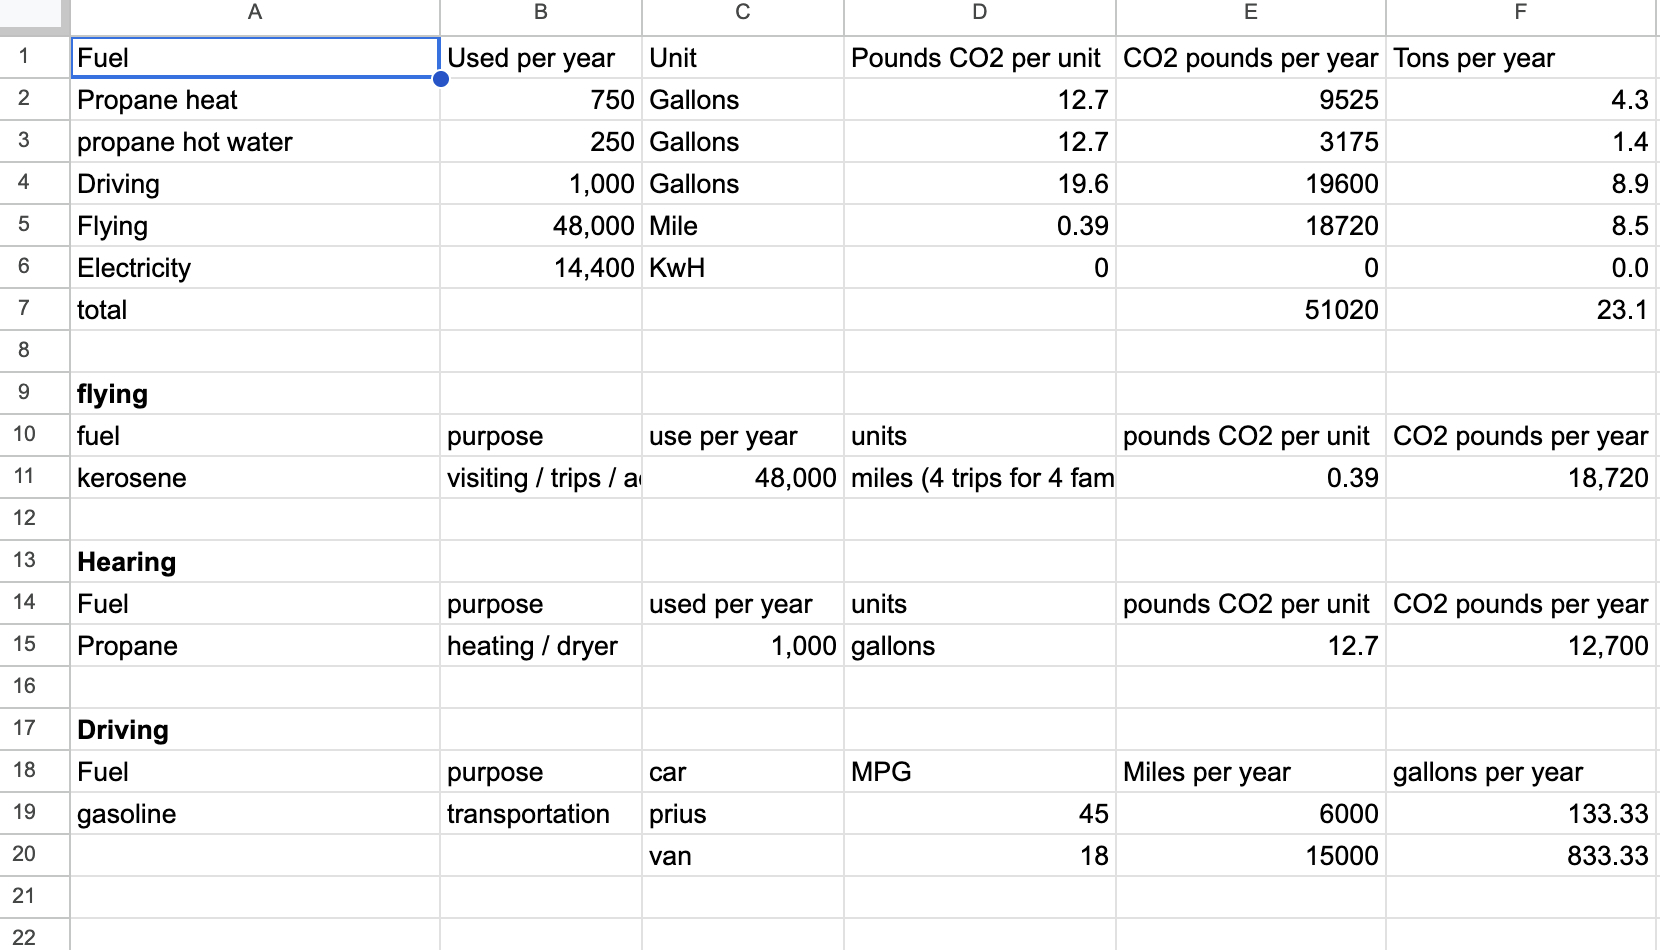 A B C D E F
1 Fuel Used per year Unit Pounds CO2 per unit CO2 pounds per year Tons per year
2 Propane heat 750 Gallons 12.7 9525 4.3
3 propane hot water 250 Gallons 12.7 3175 1.4
4 Driving 1,000 Gallons 19.6 19600 8.9
5 Flying 48,000 Mile 0.39 18720 8.5
6 Electricity 14,400 KwH 0 0 0.0
7 total 51020 23.1
8
9 flying
10 fuel purpose use per year units pounds CO2 per unit CO2 pounds per year
11 kerosene visiting / trips / 48,000 miles (4 trips for 4 fam 0.39 18,720
12
13 Hearing
14 Fuel purpose used per year units pounds CO2 per unit CO2 pounds per year
15 Propane heating / dryer 1,000 gallons 12.7 12,700
16
17 Driving
18 Fuel purpose car MPG Miles per year gallons per year
19 gasoline transportation prius 45 6000 133.33
20 van 18 15000 833.33
21
22